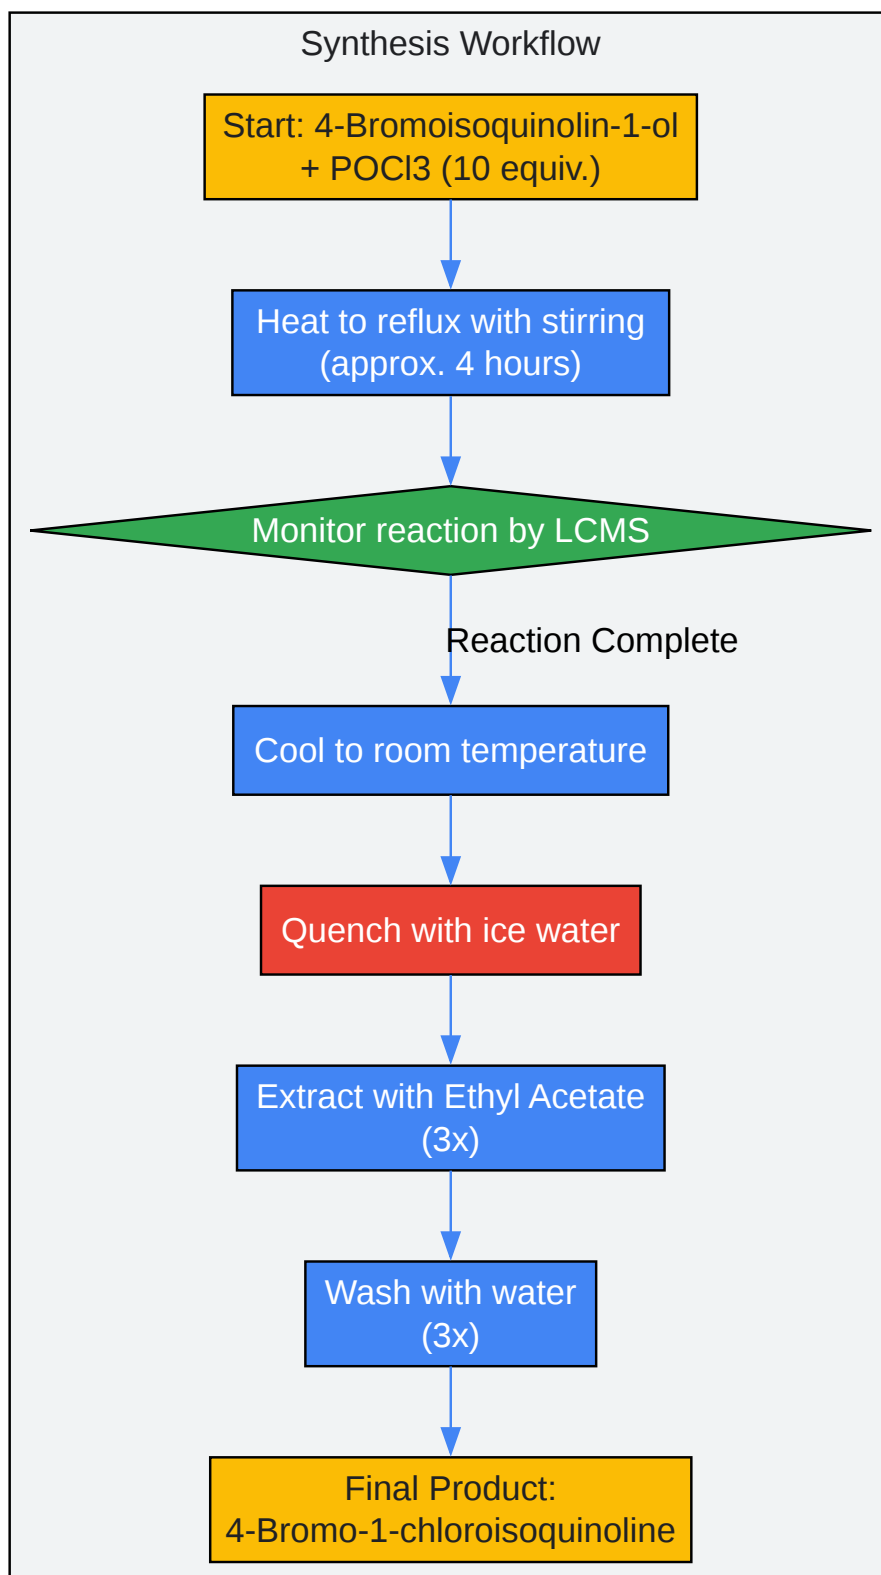 Synthesis Workflow
Start: 4-Bromoisoquinolin-1-ol
+ POCl3 (10 equiv.)
Heat to reflux with stirring
(approx. 4 hours)
Monitor reaction by LCMS
Reaction Complete
Cool to room temperature
Quench with ice water
Extract with Ethyl Acetate
(3x)
Wash with water
(3x)
Final Product:
4-Bromo-1-chloroisoquinoline